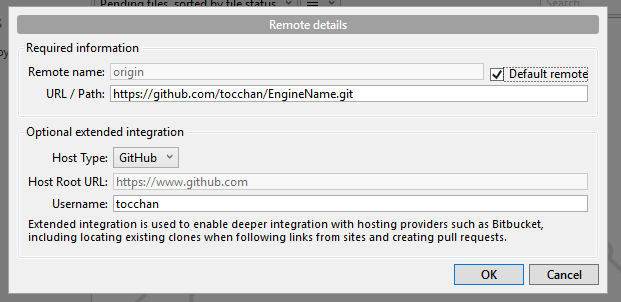 Pending files, sorted by file status
Search
Remote details
Required information
Remote name: origin
Default remote
URL / Path: https://github.com/tocchan/EngineName.git
Optional extended integration
Host Type: GitHub
Host Root URL: https://www.github.com
Username: tocchan
Extended integration is used to enable deeper integration with hosting providers such as Bitbucket,
including locating existing clones when following links from sites and creating pull requests.
OK Cancel